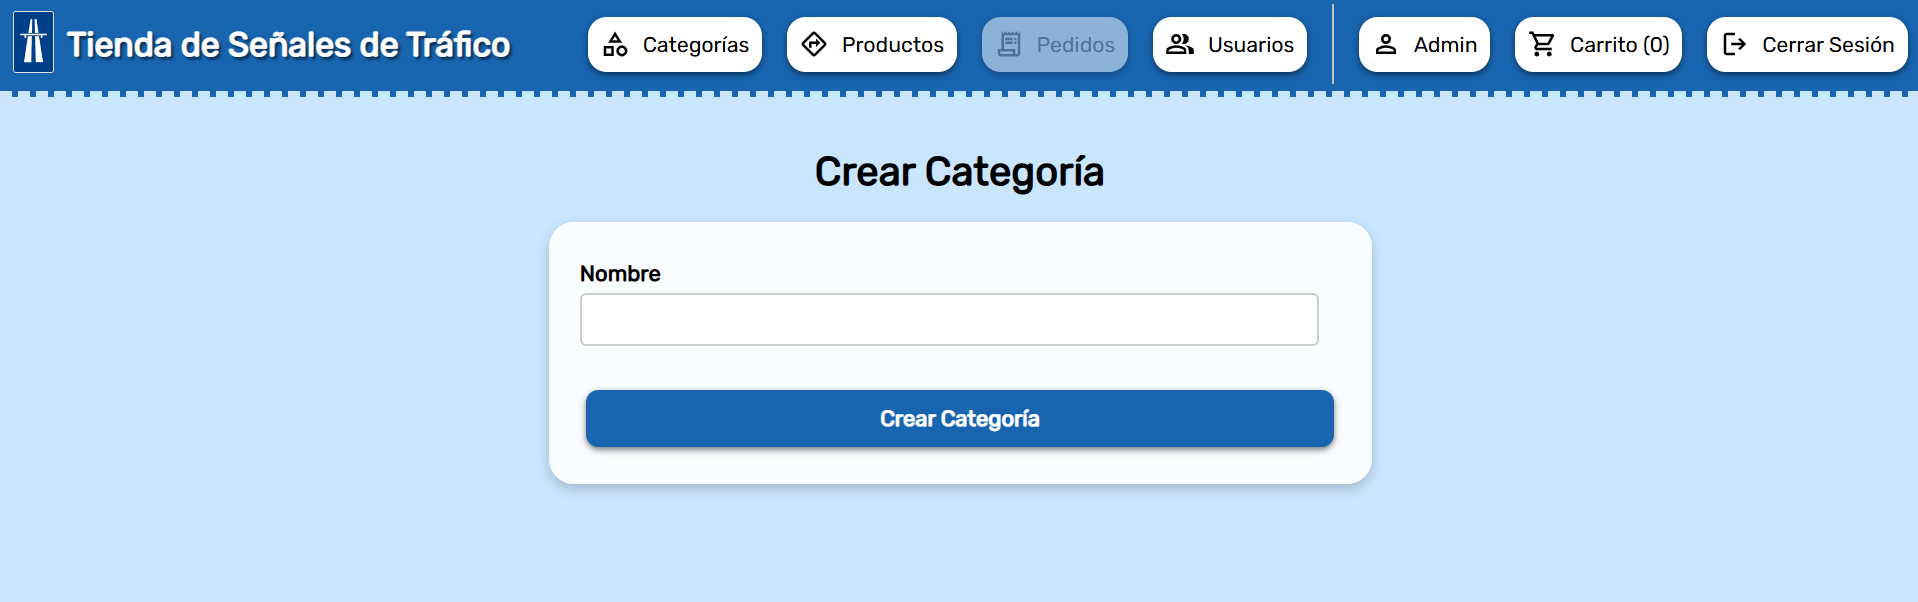 Tienda de Señales de Tráfico
Categorías
Productos
Pedidos
Usuarios
Admin
Carrito (0)
Cerrar Sesión
Crear Categoría
Nombre
Crear Categoría